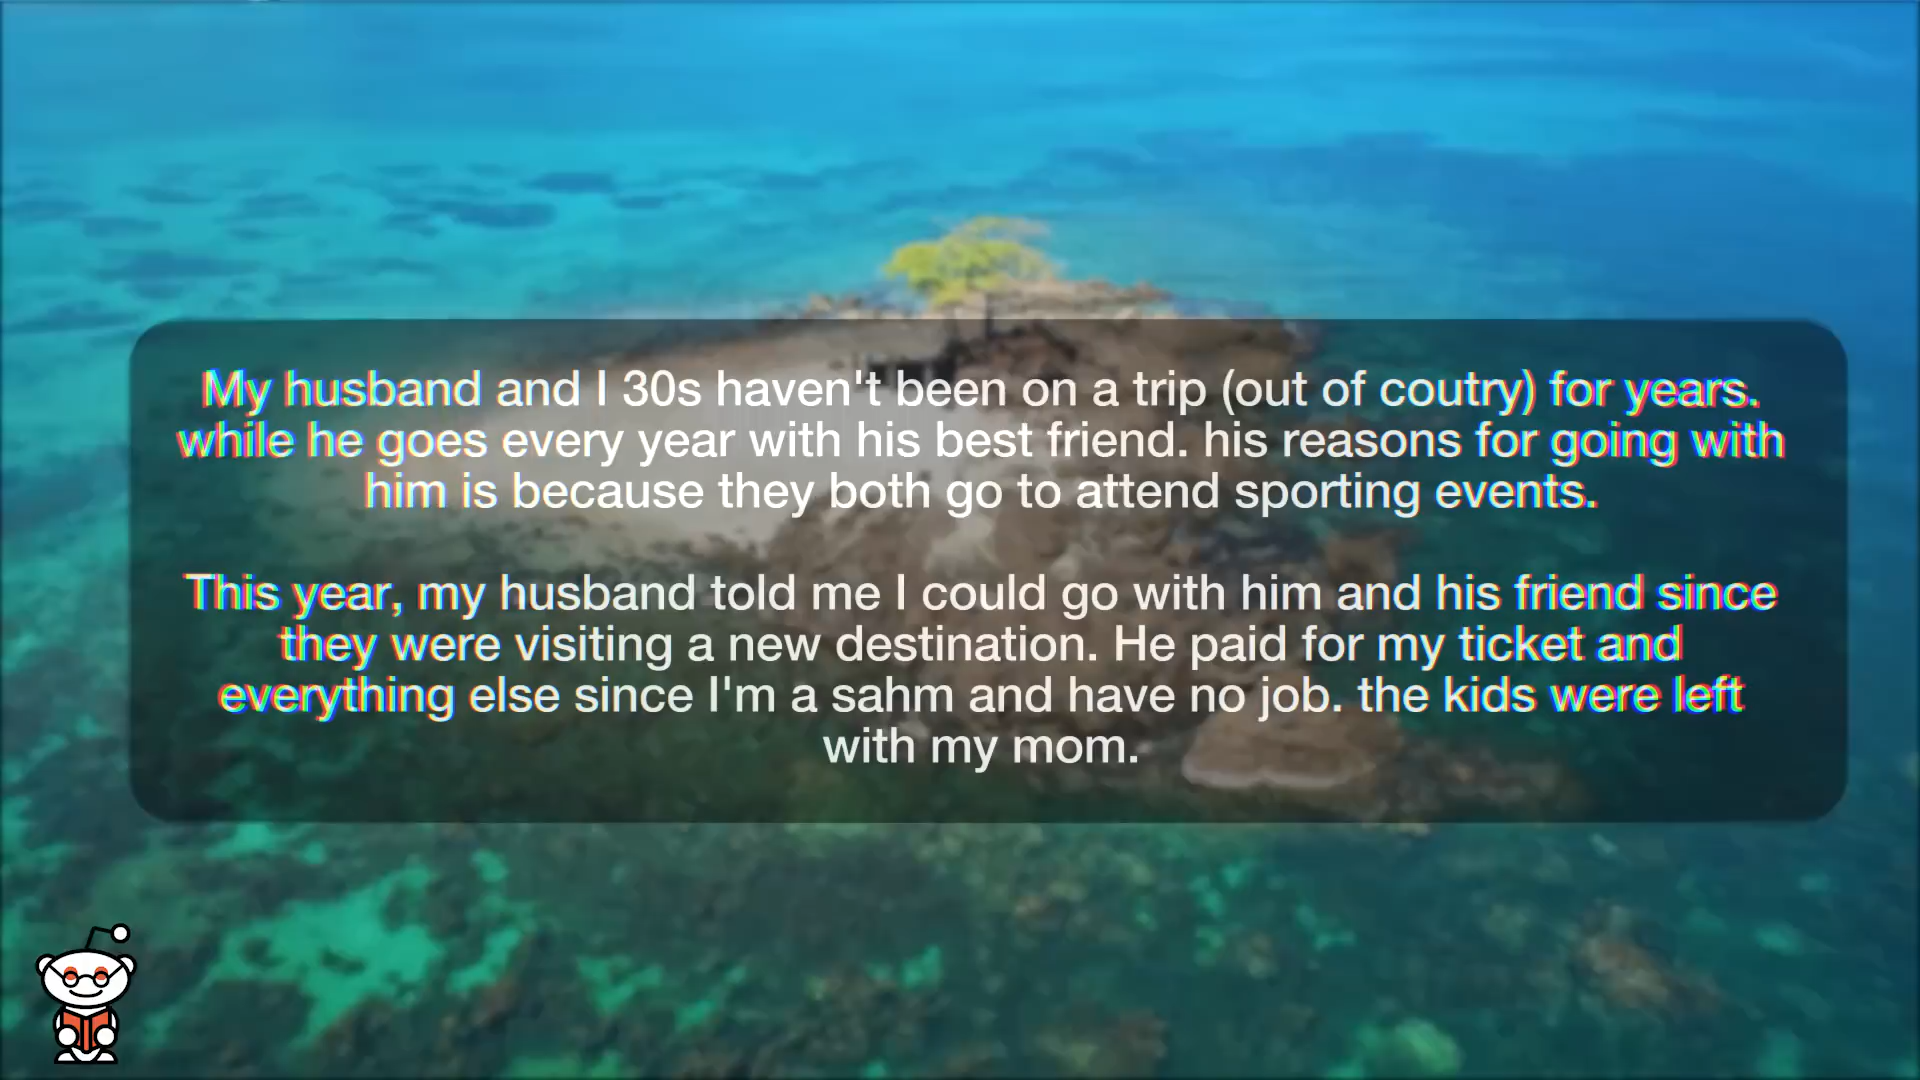 My husband and I 30s haven't been on a trip (out of coutry) for years.
while he goes every year with his best friend. his reasons for going with
him is because they both go to attend sporting events.
This year, my husband told me I could go with him and his friend since
they were visiting a new destination. He paid for my ticket and
everything else since I'm a sahm and have no job. the kids were left
with my mom.